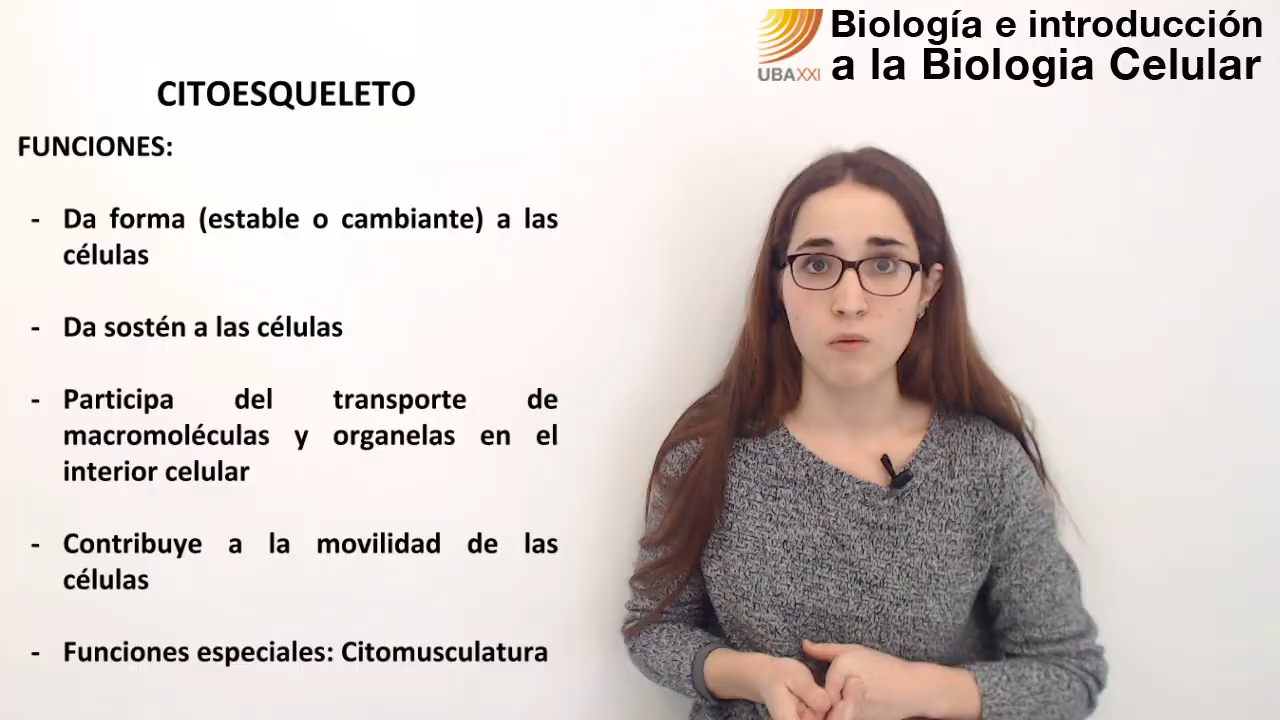 UBAXXI
Biología e introducción
a la Biologia Celular
CITOESQUELETO
FUNCIONES:
- Da forma (estable o cambiante) a las
células
- Da sostén a las células
- Participa del transporte de
macromoléculas y organelas en el
interior celular
- Contribuye a la movilidad de las
células
- Funciones especiales: Citomusculatura